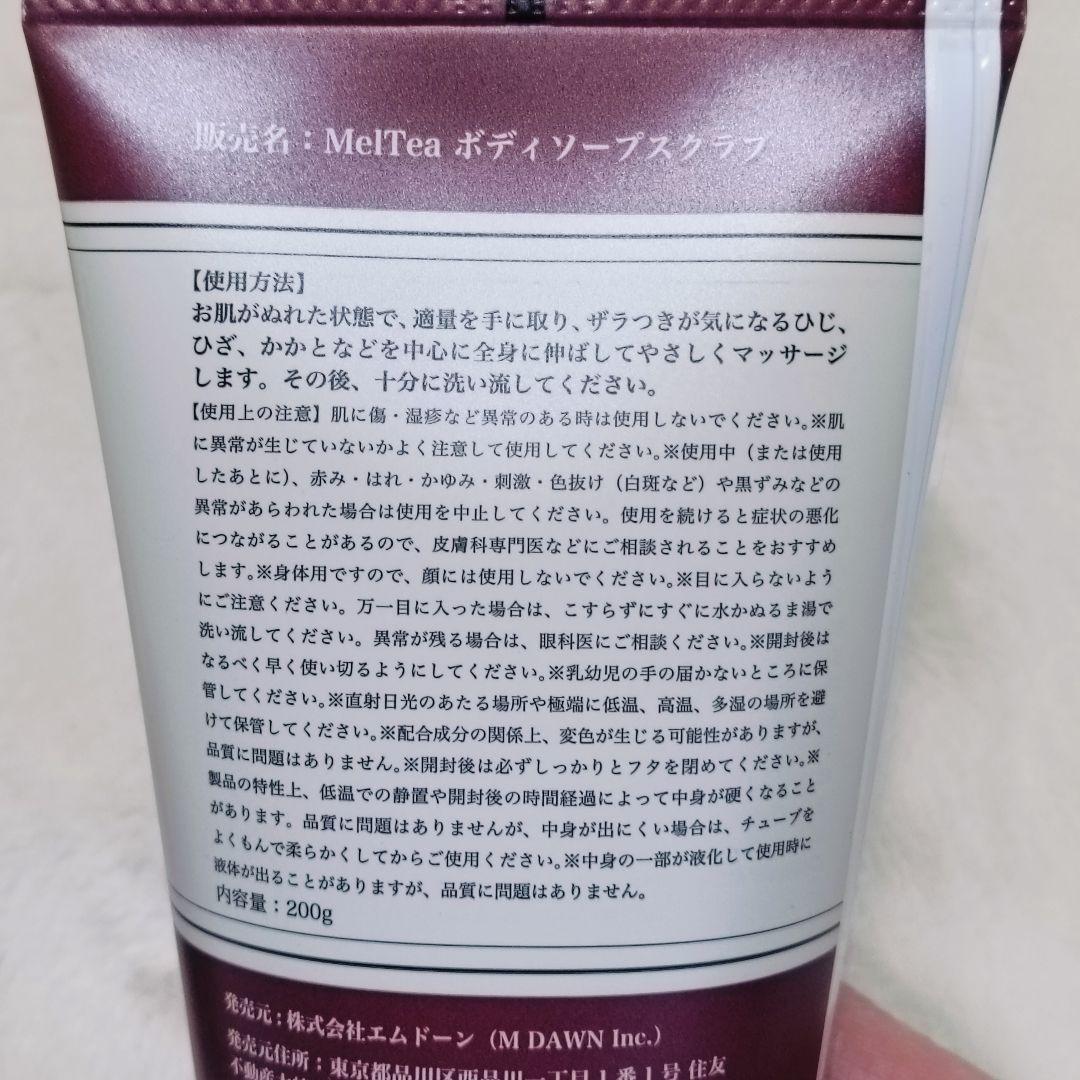 販売名：MelTea ボディソープスクラブ
【使用方法】
お肌がぬれた状態で、適量を手に取り、ザラつきが気になるひじ、
ひざ、かかとなどを中心に全身に伸ばしてやさしくマッサージ
します。その後、十分に洗い流してください。
【使用上の注意】肌に傷・湿疹など異常のある時は使用しないでください。※肌
に異常が生じていないかよく注意して使用してください。※使用中（または使用
したあとに）、赤み・はれ・かゆみ・刺激・色抜け（白斑など）や黒ずみなどの
異常があらわれた場合は使用を中止してください。使用を続けると症状の悪化
につながることがあるので、皮膚科専門医などにご相談されることをおすすめ
します。※身体用ですので、顔には使用しないでください。※目に入らないよう
にご注意ください。万一目に入った場合は、こすらずにすぐに水かぬるま湯で
洗い流してください。異常が残る場合は、眼科医にご相談ください。※開封後は
なるべく早く使い切るようにしてください。※乳幼児の手の届かないところに保
管してください。※直射日光のあたる場所や極端に低温、高温、多湿の場所を避
けて保管してください。※配合成分の関係上、変色が生じる可能性がありますが、
品質に問題はありません。※開封後は必ずしっかりとフタを閉めてください。※
製品の特性上、低温での静置や開封後の時間経過によって中身が硬くなること
があります。品質に問題はありませんが、中身が出にくい場合は、チューブを
よくもんで柔らかくしてからご使用ください。※中身の一部が液化して使用時に
液体が出ることがありますが、品質に問題はありません。
内容量：200g
発売元：株式会社エムドーン（M DAWN Inc.）
発売元住所：東京都品川区西品川一丁目1番1号 住友
不動産